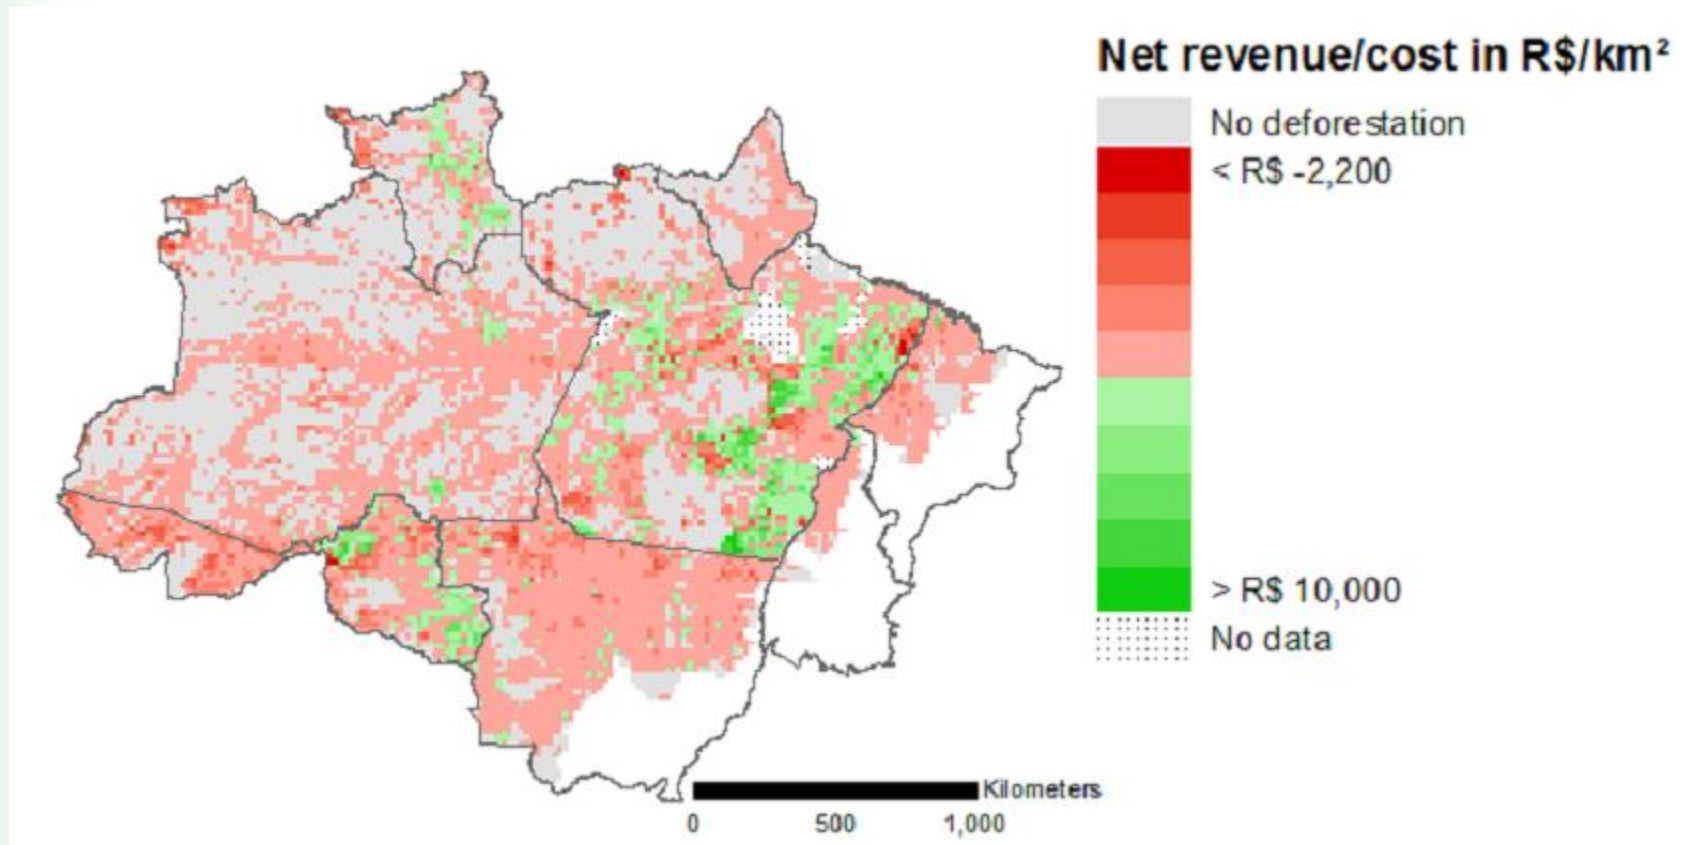 Net revenue/cost in R$/km²
No deforestation
< R$ -2,200
> R$ 10,000
No data
Kilometers
0 500 1,000